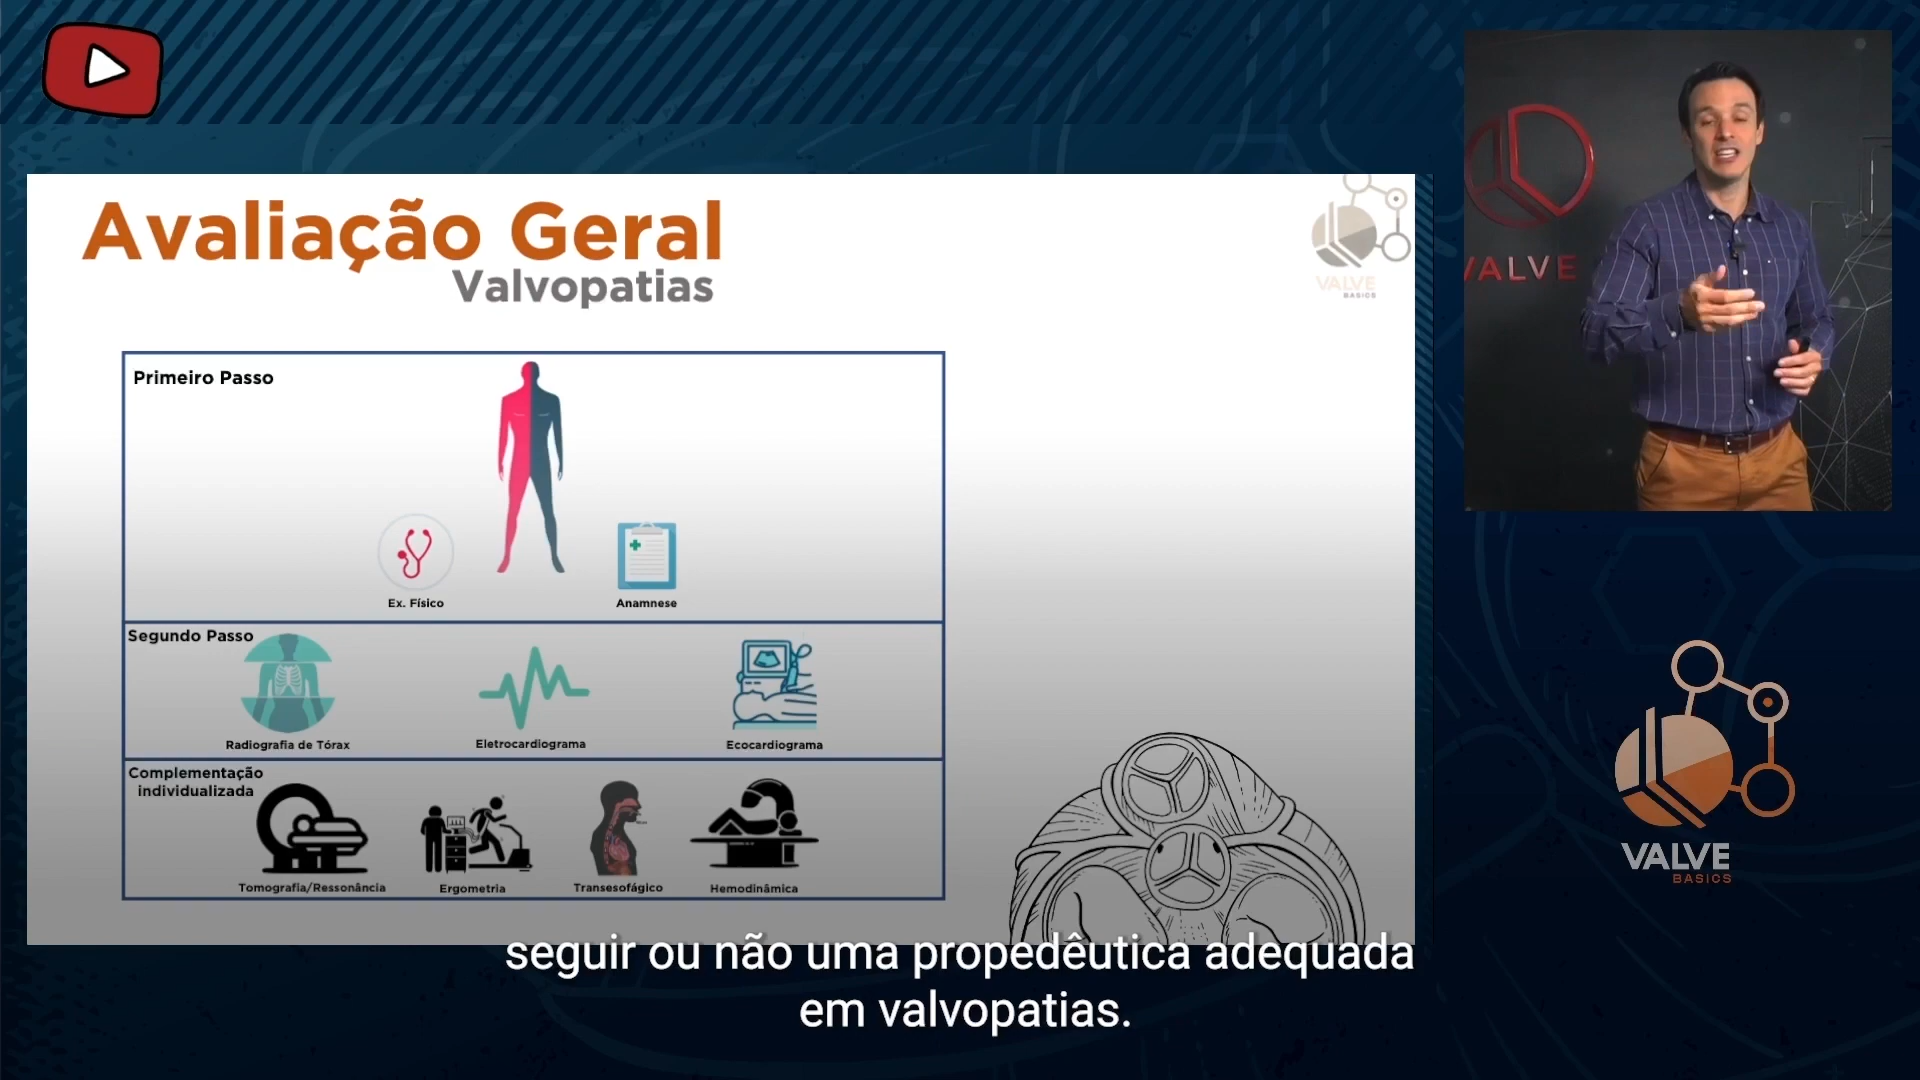 Avaliação Geral
Valvopatias
VALVE
BASICS
VALVE
Primeiro Passo
Ex. Físico
Anamnese
Segundo Passo
Radiografia de Tórax
Eletrocardiograma
Ecocardiograma
Complementação
individualizada
Tomografia/Ressonância
Ergometria
Transesofágico
Hemodinâmica
VALVE
BASICS
seguir ou não uma propedêutica adequada
em valvopatias.